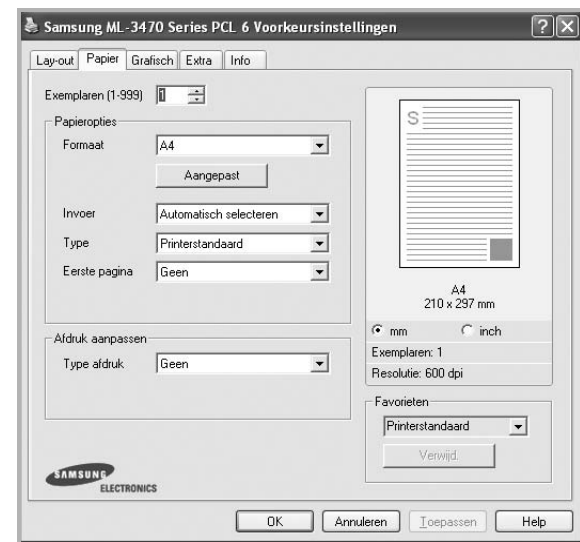 Samsung ML-3470 Series PCL 6 Voorkeursinstellingen
Lay-out Papier Grafisch Extra Info
Exemplaren (1-999) 1
Papieropties
Formaat A4
Aangepast
Invoer Automatisch selecteren
Type Printerstandaard
Eerste pagina Geen
Afdruk aanpassen
Type afdruk Geen
SAMSUNG
ELECTRONICS
S
A4
210 x 297 mm
mm inch
Exemplaren: 1
Resolutie: 600 dpi
Favorieten
Printerstandaard
Verwijd.
OK Annuleren Toepassen Help